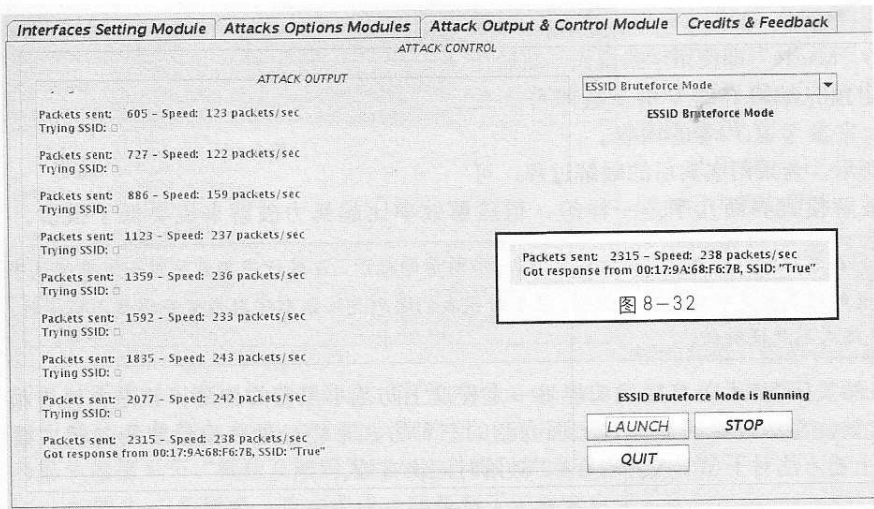 Interfaces Setting Module Attacks Options Modules Attack Output & Control Module Credits & Feedback
ATTACK CONTROL
ATTACK OUTPUT
Packets sent: 605 - Speed: 123 packets/sec
Trying SSID:
Packets sent: 727 - Speed: 122 packets/sec
Trying SSID:
Packets sent: 886 - Speed: 159 packets/sec
Trying SSID:
Packets sent: 1123 - Speed: 237 packets/sec
Trying SSID:
Packets sent: 1359 - Speed: 236 packets/sec
Trying SSID:
Packets sent: 1592 - Speed: 233 packets/sec
Trying SSID:
Packets sent: 1835 - Speed: 243 packets/sec
Trying SSID:
Packets sent: 2077 - Speed: 242 packets/sec
Trying SSID:
Packets sent: 2315 - Speed: 238 packets/sec
Got response from 00:17:9A:68:F6:7B, SSID: "True"
ESSID Bruteforce Mode
ESSID Bruteforce Mode
Packets sent: 2315 - Speed: 238 packets/sec
Got response from 00:17:9A:68:F6:7B, SSID: "True"
图 8-32
ESSID Bruteforce Mode is Running
LAUNCH STOP
QUIT